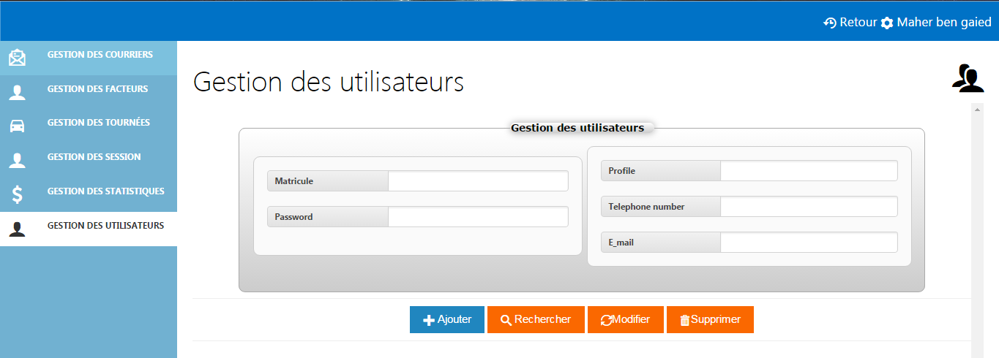 Retour Maher ben gaied
GESTION DES COURRIERS
GESTION DES FACTEURS
GESTION DES TOURNÉES
GESTION DES SESSION
GESTION DES STATISTIQUES
GESTION DES UTILISATEURS
Gestion des utilisateurs
Gestion des utilisateurs
Matricule
Password
Profile
Telephone number
E_mail
Ajouter Rechercher Modifier Supprimer